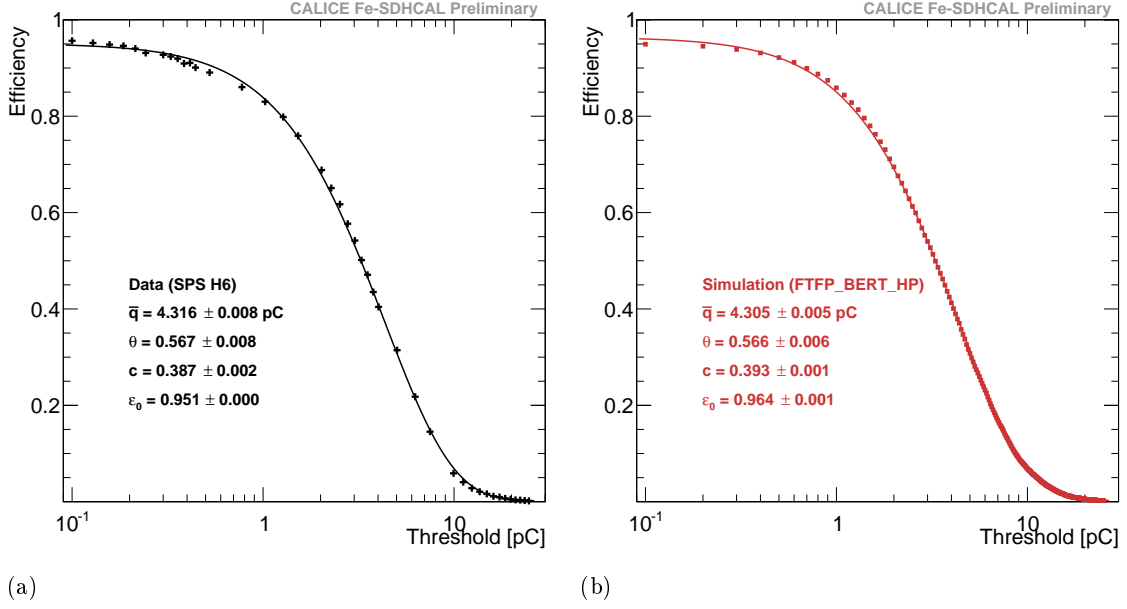 CALICE Fe-SDHCAL Preliminary
Efficiency
1
0.8
0.6
0.4
0.2
Data (SPS H6)
q̅ = 4.316 ± 0.008 pC
θ = 0.567 ± 0.008
c = 0.387 ± 0.002
ε₀ = 0.951 ± 0.000
10⁻¹ 1 10
Threshold [pC]
(a)
CALICE Fe-SDHCAL Preliminary
Efficiency
1
0.8
0.6
0.4
0.2
Simulation (FTFP_BERT_HP)
q̅ = 4.305 ± 0.005 pC
θ = 0.566 ± 0.006
c = 0.393 ± 0.001
ε₀ = 0.964 ± 0.001
10⁻¹ 1 10
Threshold [pC]
(b)